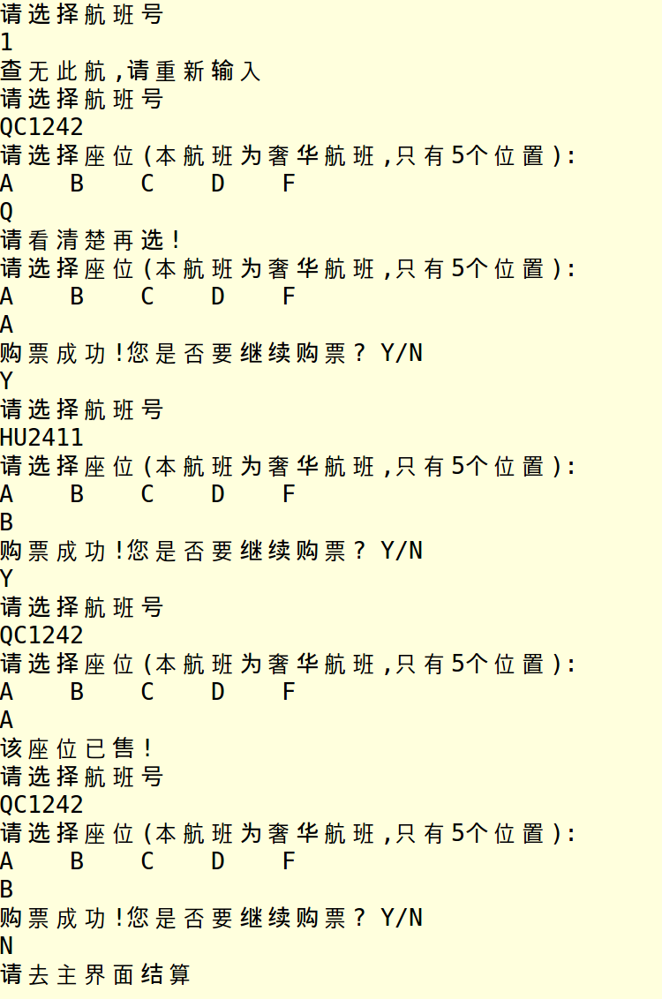 请选择航班号
1
查无此航,请重新输入
请选择航班号
QC1242
请选择座位(本航班为奢华航班,只有5个位置):
A    B    C    D    F
Q
请看清楚再选!
请选择座位(本航班为奢华航班,只有5个位置):
A    B    C    D    F
A
购票成功!您是否要继续购票? Y/N
Y
请选择航班号
HU2411
请选择座位(本航班为奢华航班,只有5个位置):
A    B    C    D    F
B
购票成功!您是否要继续购票? Y/N
Y
请选择航班号
QC1242
请选择座位(本航班为奢华航班,只有5个位置):
A    B    C    D    F
A
该座位已售!
请选择航班号
QC1242
请选择座位(本航班为奢华航班,只有5个位置):
A    B    C    D    F
B
购票成功!您是否要继续购票? Y/N
N
请去主界面结算